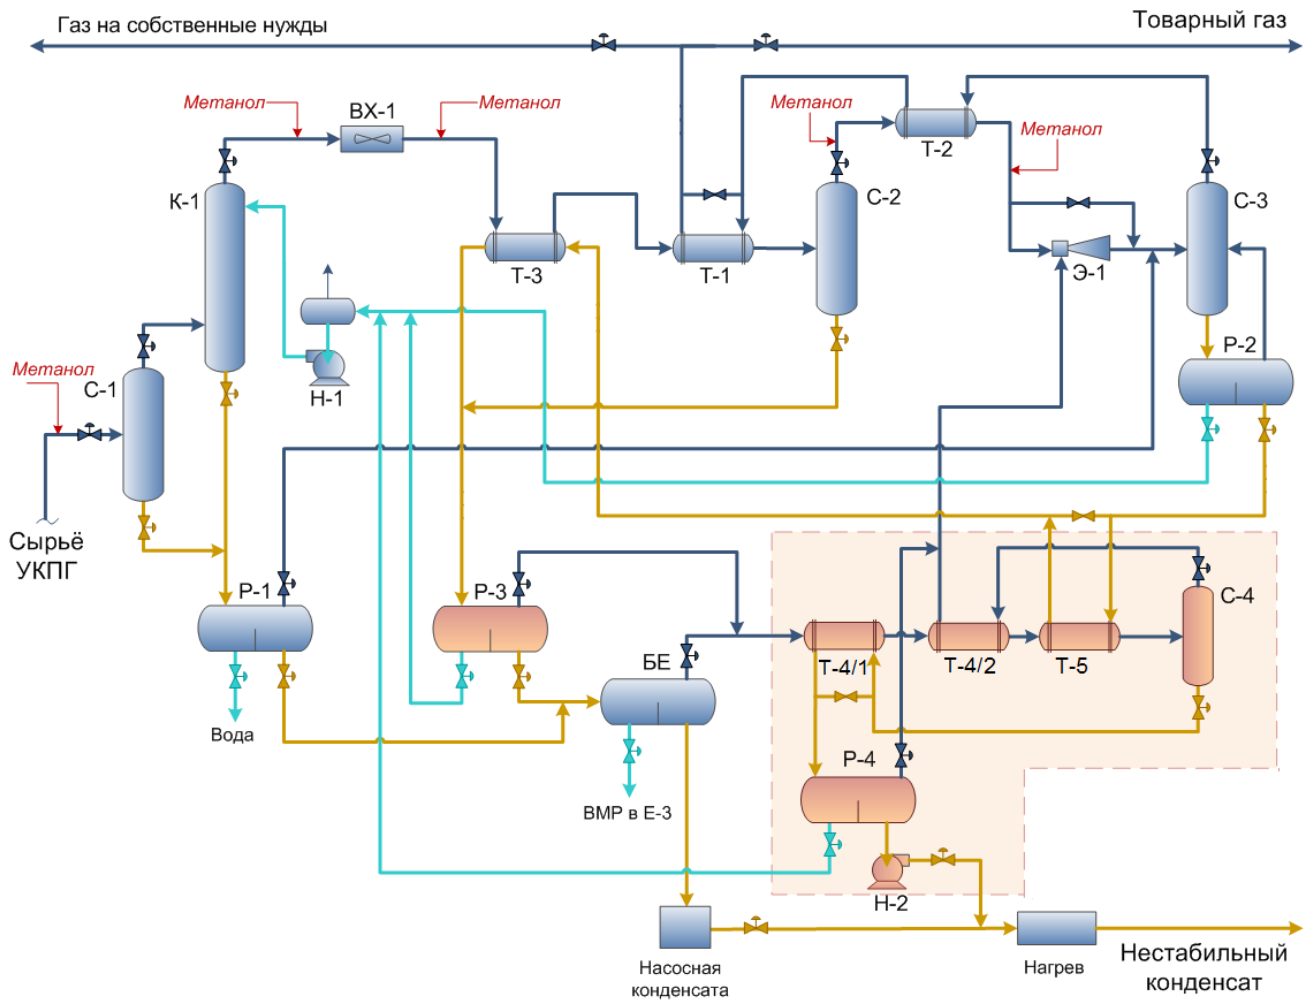 Газ на собственные нужды
Товарный газ
Метанол
ВХ-1
Метанол
Метанол
Т-2
Метанол
К-1
С-2
С-3
Т-3
Т-1
Э-1
Р-2
Метанол
С-1
Н-1
Сырьё
УКПГ
Р-1
Р-3
С-4
БЕ
Т-4/1
Т-4/2
Т-5
Вода
Р-4
ВМР в Е-3
Н-2
Насосная
конденсата
Нагрев
Нестабильный
конденсат